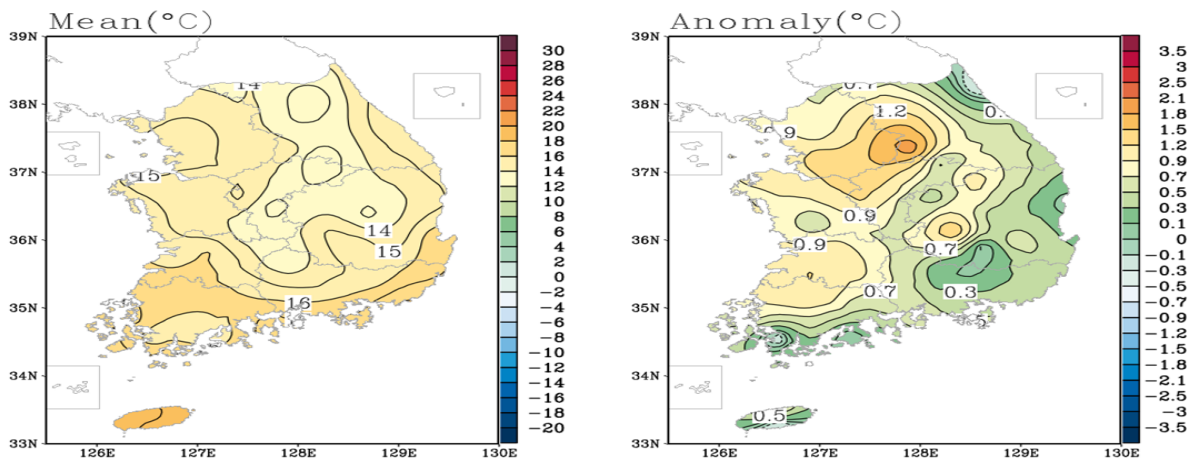 Mean(°C)
39N
38N
37N
36N
35N
34N
33N
126E
127E
128E
129E
130E
14
15
14
15
16
30
28
26
24
22
20
18
16
14
12
10
8
6
4
2
0
−2
−4
−6
−8
−10
−12
−14
−16
−18
−20
Anomaly(°C)
39N
38N
37N
36N
35N
34N
33N
126E
127E
128E
129E
130E
1.2
0.9
0.9
0.9
0.7
0.7
0.3
0.5
3.5
3
2.5
2.1
1.8
1.5
1.2
0.9
0.7
0.5
0.3
0.1
0
−0.1
−0.3
−0.5
−0.7
−0.9
−1.2
−1.5
−1.8
−2.1
−2.5
−3
−3.5